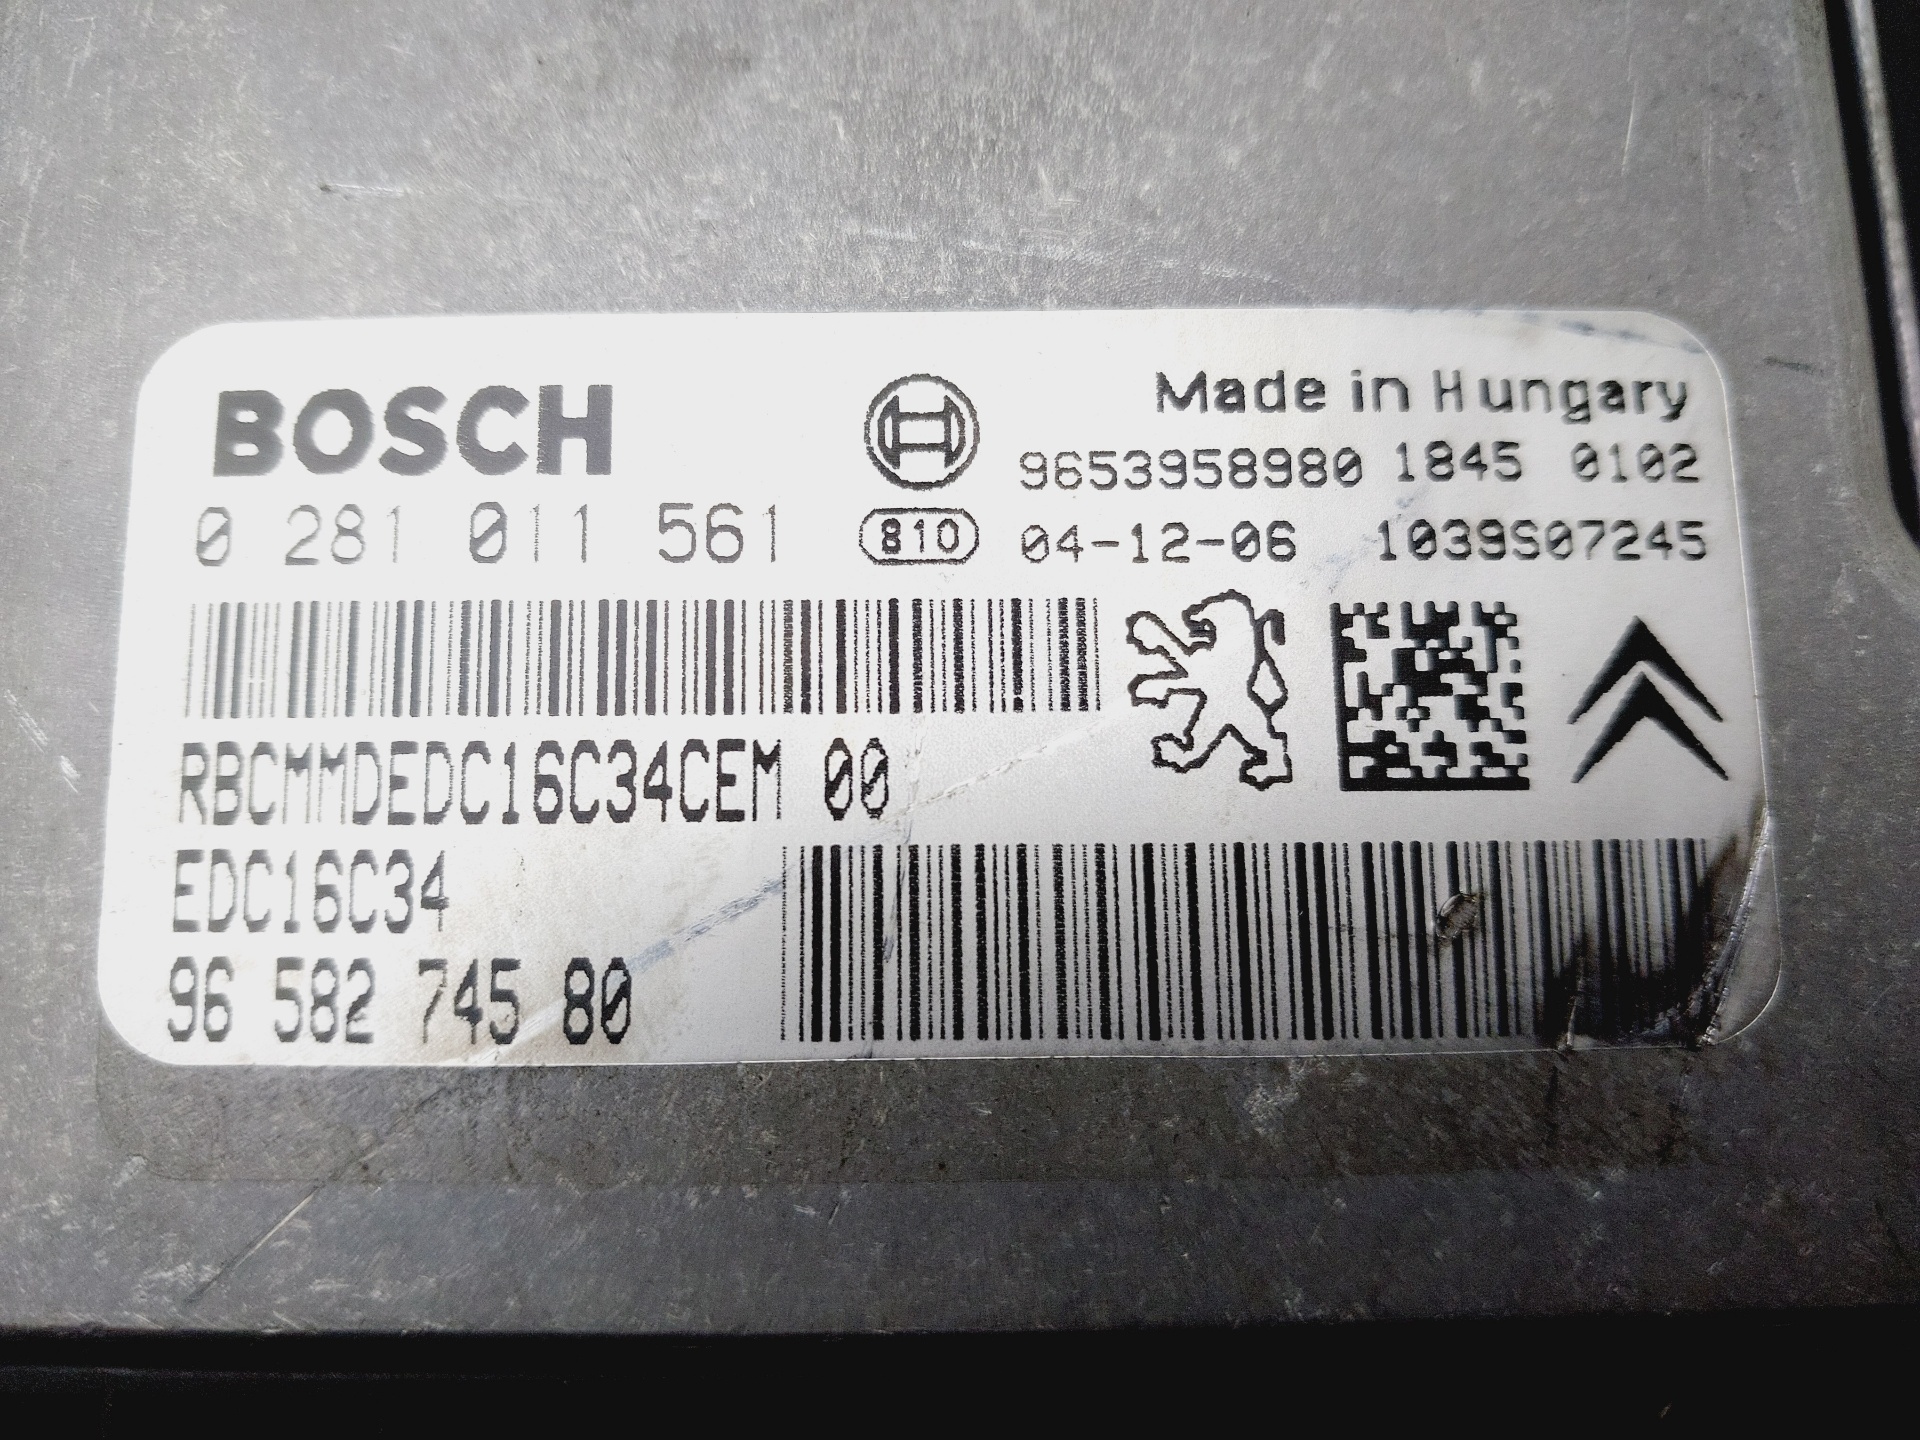 BOSCH
Made in Hungary
9653958980 1845 0102
0 281 011 561
810
04-12-06 1039S07245
RBCMMDEDC16C34CEM 00
EDC16C34
96 582 745 80